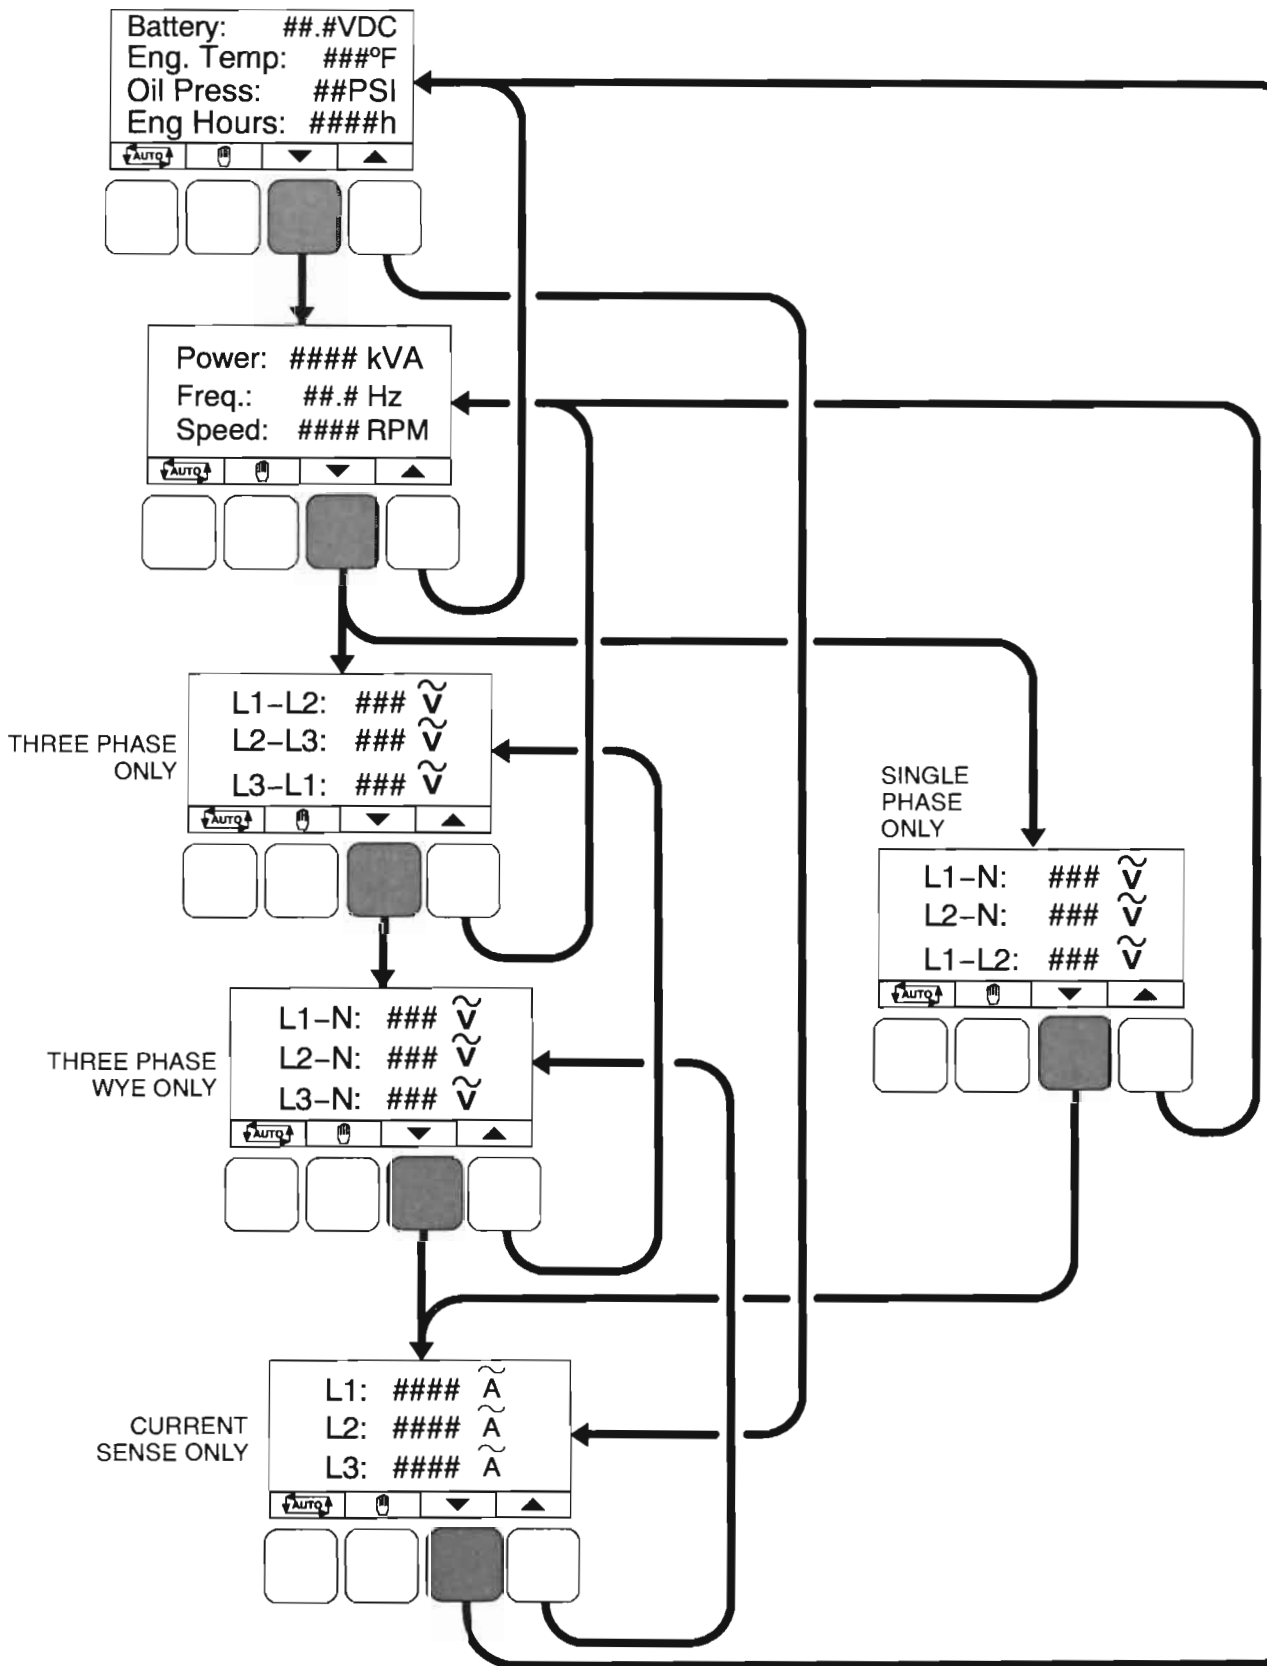 Battery: ##.#VDC
Eng. Temp: ###ºF
Oil Press: ##PSI
Eng Hours: ####h
AUTO
Power: #### kVA
Freq.: ##.# Hz
Speed: #### RPM
AUTO
THREE PHASE
ONLY
L1–L2: ### V
L2–L3: ### V
L3–L1: ### V
AUTO
SINGLE
PHASE
ONLY
L1–N: ### V
L2–N: ### V
L1–L2: ### V
AUTO
THREE PHASE
WYE ONLY
L1–N: ### V
L2–N: ### V
L3–N: ### V
AUTO
CURRENT
SENSE ONLY
L1: #### A
L2: #### A
L3: #### A
AUTO